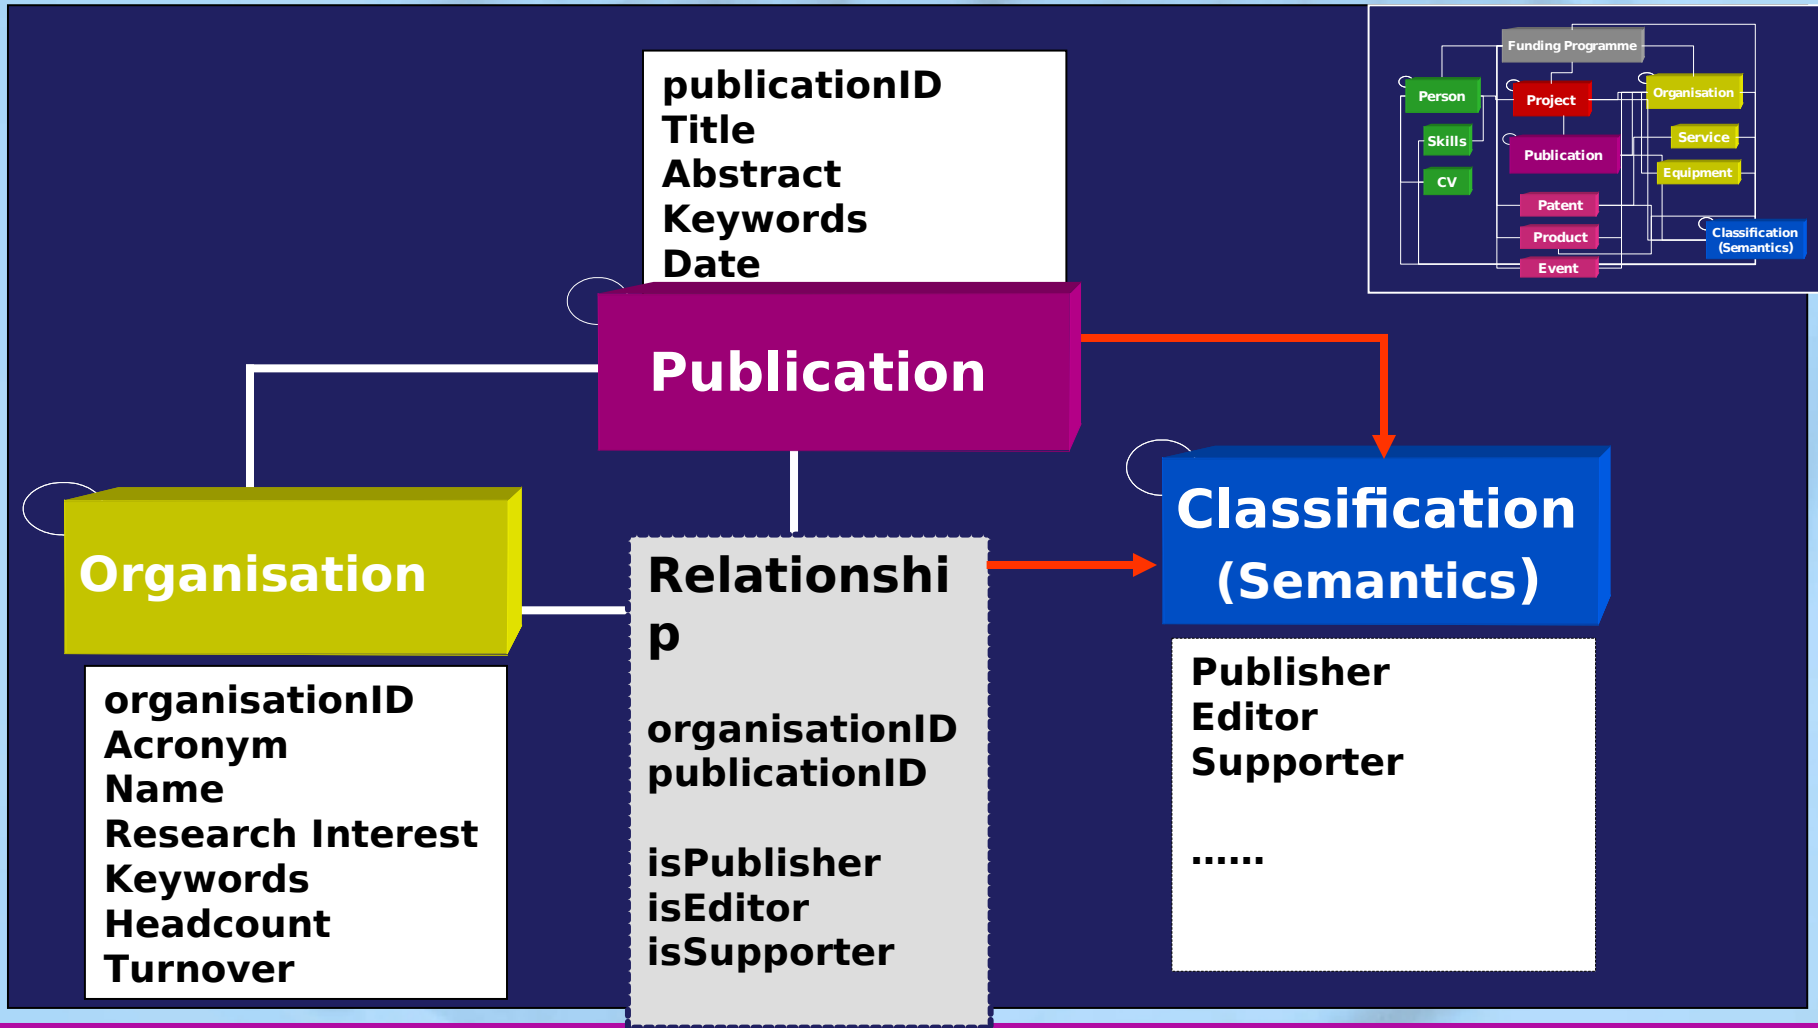 publicationID
Title
Abstract
Keywords
Date
Publication
Organisation
organisationID
Acronym
Name
Research Interest
Keywords
Headcount
Turnover
Relationshi
p
organisationID
publicationID
isPublisher
isEditor
isSupporter
Classification
(Semantics)
Publisher
Editor
Supporter
......
Funding Programme
Person
Project
Organisation
Skills
Service
Publication
CV
Equipment
Patent
Product
Classification
(Semantics)
Event